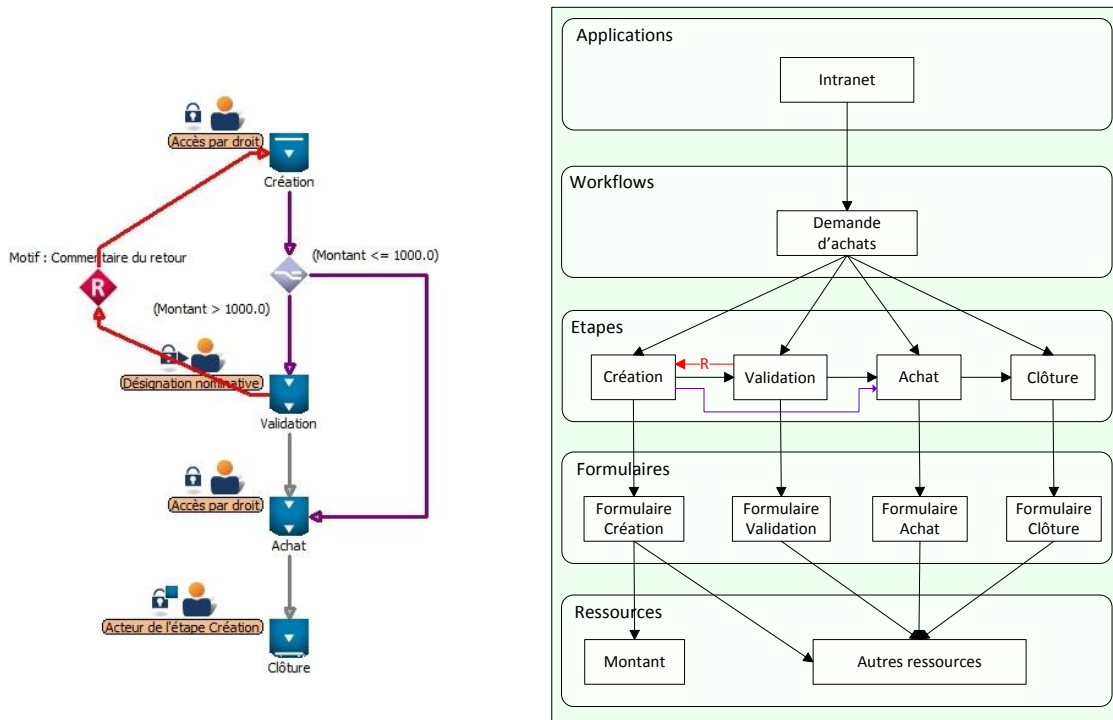 Accès par droit
Création
Motif : Commentaire du retour
(Montant <= 1000.0)
R
(Montant > 1000.0)
Désignation nominative
Validation
Accès par droit
Achat
Acteur de l'étape Création
Clôture
Applications
Intranet
Workflows
Demande
d'achats
Etapes
Création
R
Validation
Achat
Clôture
Formulaires
Formulaire
Création
Formulaire
Validation
Formulaire
Achat
Formulaire
Clôture
Ressources
Montant
Autres ressources